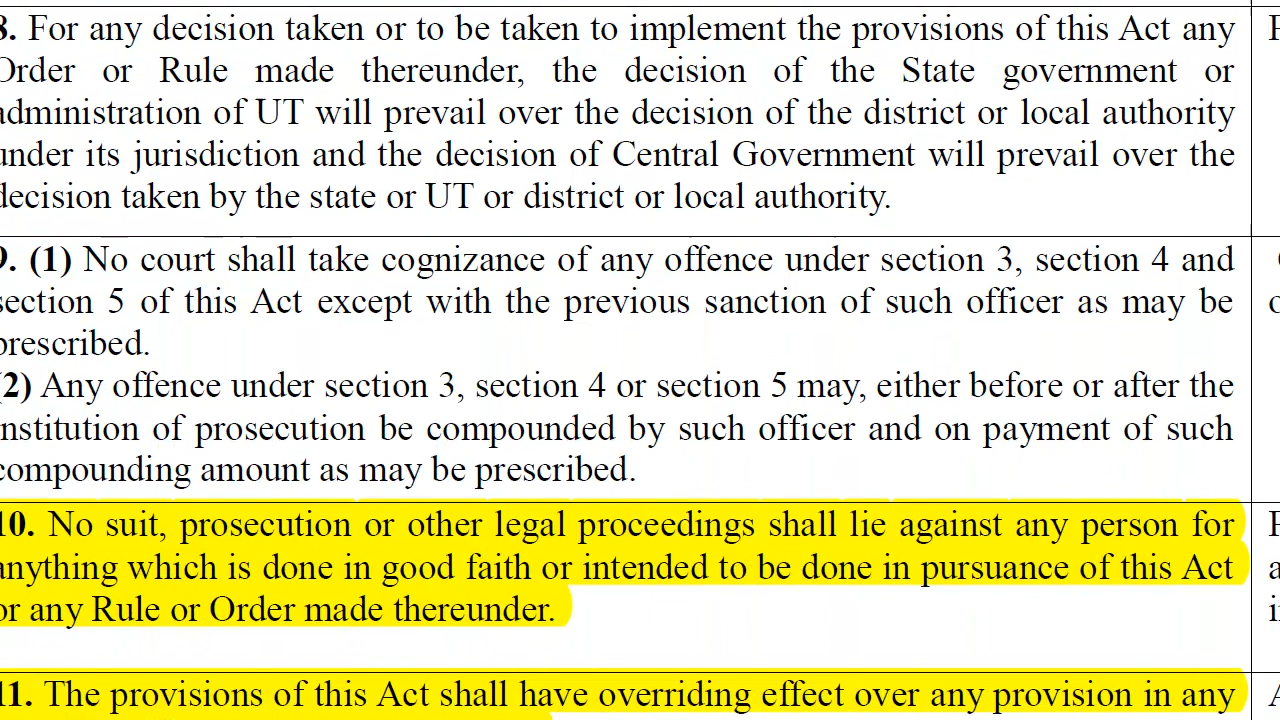 8. For any decision taken or to be taken to implement the provisions of this Act any
Order or Rule made thereunder, the decision of the State government or
administration of UT will prevail over the decision of the district or local authority
under its jurisdiction and the decision of Central Government will prevail over the
decision taken by the state or UT or district or local authority.
9. (1) No court shall take cognizance of any offence under section 3, section 4 and
section 5 of this Act except with the previous sanction of such officer as may be
prescribed.
(2) Any offence under section 3, section 4 or section 5 may, either before or after the
institution of prosecution be compounded by such officer and on payment of such
compounding amount as may be prescribed.
10. No suit, prosecution or other legal proceedings shall lie against any person for
anything which is done in good faith or intended to be done in pursuance of this Act
or any Rule or Order made thereunder.
11. The provisions of this Act shall have overriding effect over any provision in any